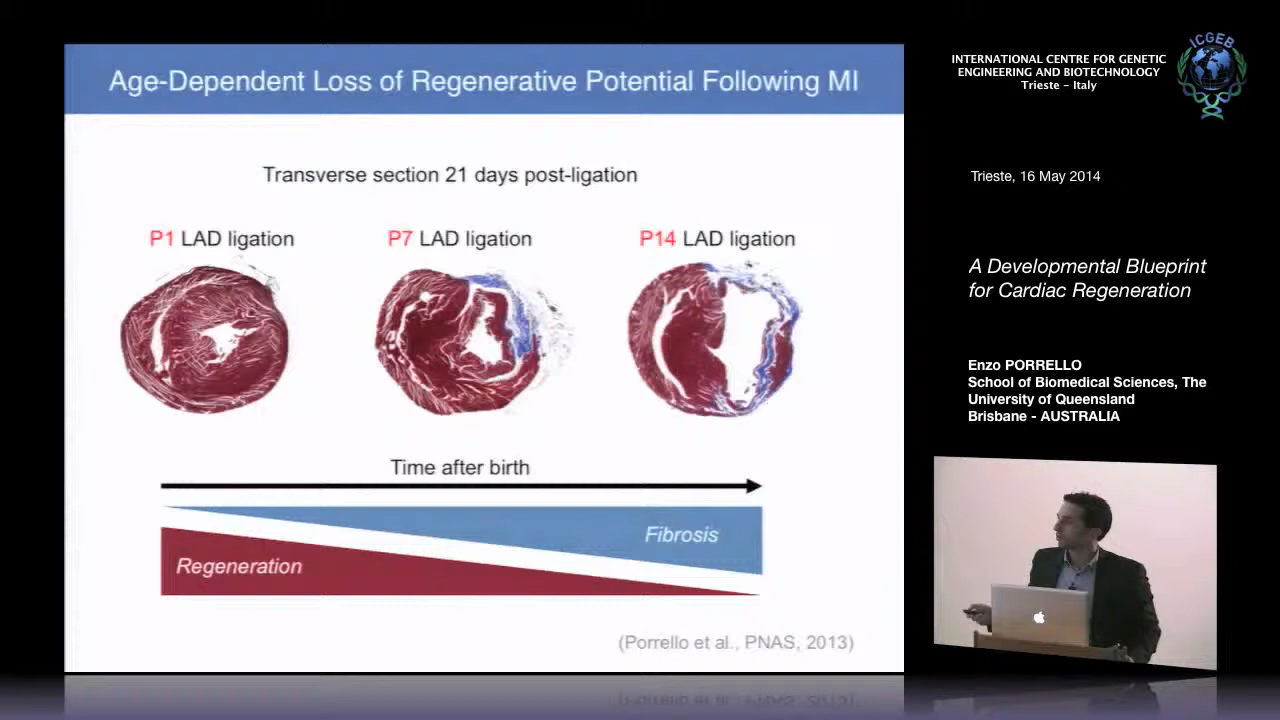 Age-Dependent Loss of Regenerative Potential Following MI
Transverse section 21 days post-ligation
P1 LAD ligation
P7 LAD ligation
P14 LAD ligation
Time after birth
Fibrosis
Regeneration
(Porrello et al., PNAS, 2013)
INTERNATIONAL CENTRE FOR GENETIC
ENGINEERING AND BIOTECHNOLOGY
Trieste - Italy
ICGEB
Trieste, 16 May 2014
A Developmental Blueprint
for Cardiac Regeneration
Enzo PORRELLO
School of Biomedical Sciences, The
University of Queensland
Brisbane - AUSTRALIA